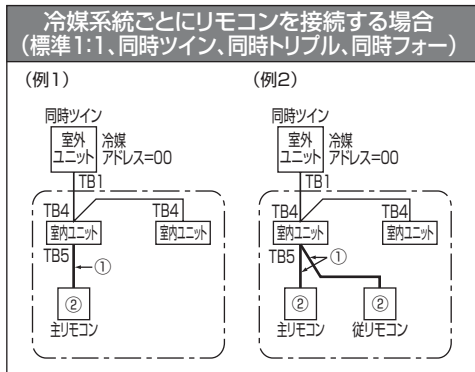 冷媒系統ごとにリモコンを接続する場合
(標準1:1、同時ツイン、同時トリプル、同時フォー)
(例1)
同時ツイン
室外
ユニット
冷媒
アドレス=00
TB1
TB4
TB4
室内ユニット
室内ユニット
TB5
①
②
主リモコン
(例2)
同時ツイン
室外
ユニット
冷媒
アドレス=00
TB1
TB4
TB4
室内ユニット
室内ユニット
TB5
①
②
②
主リモコン
従リモコン